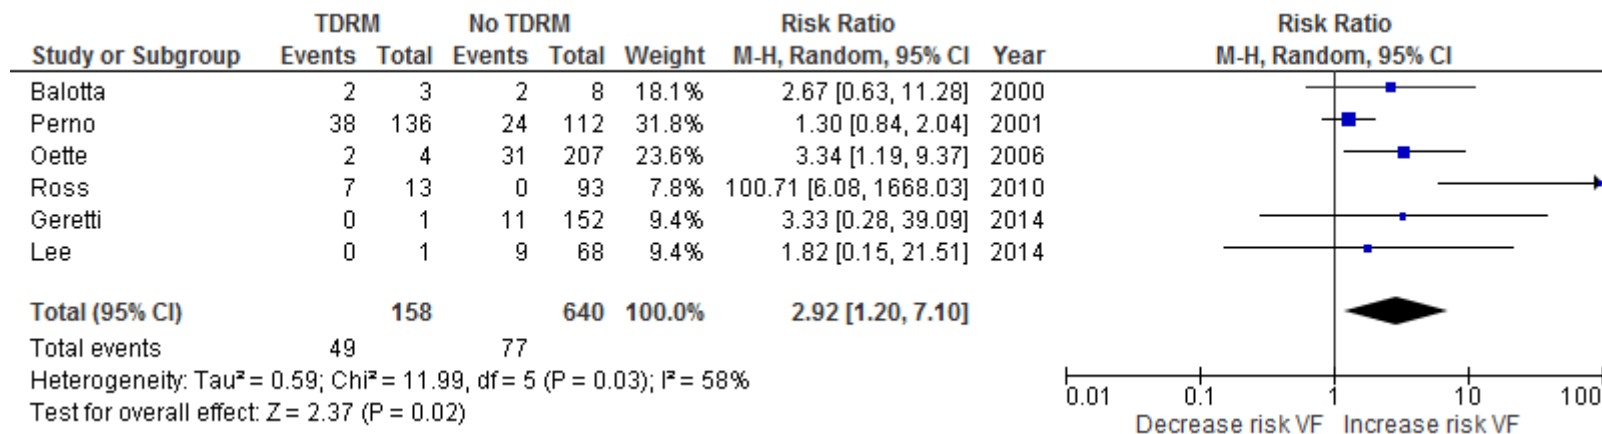 TDRM No TDRM Risk Ratio Risk Ratio
Study or Subgroup Events Total Events Total Weight M-H, Random, 95% CI Year M-H, Random, 95% CI
Balotta 2 3 2 8 18.1% 2.67 [0.63, 11.28] 2000
Perno 38 136 24 112 31.8% 1.30 [0.84, 2.04] 2001
Oette 2 4 31 207 23.6% 3.34 [1.19, 9.37] 2006
Ross 7 13 0 93 7.8% 100.71 [6.08, 1668.03] 2010
Geretti 0 1 11 152 9.4% 3.33 [0.28, 39.09] 2014
Lee 0 1 9 68 9.4% 1.82 [0.15, 21.51] 2014
Total (95% CI) 158 640 100.0% 2.92 [1.20, 7.10]
Total events 49 77
Heterogeneity: Tau² = 0.59; Chi² = 11.99, df = 5 (P = 0.03); I² = 58%
Test for overall effect: Z = 2.37 (P = 0.02)
0.01 0.1 1 10 100
Decrease risk VF Increase risk VF